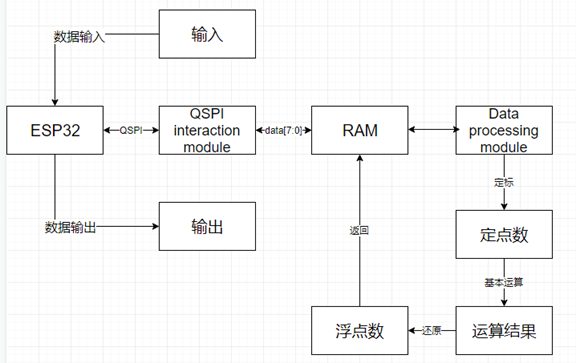 输入
数据输入
ESP32
QSPI
QSPI
interaction
module
data[7:0]
RAM
Data
processing
module
定标
数据输出
输出
返回
定点数
基本运算
浮点数
还原
运算结果